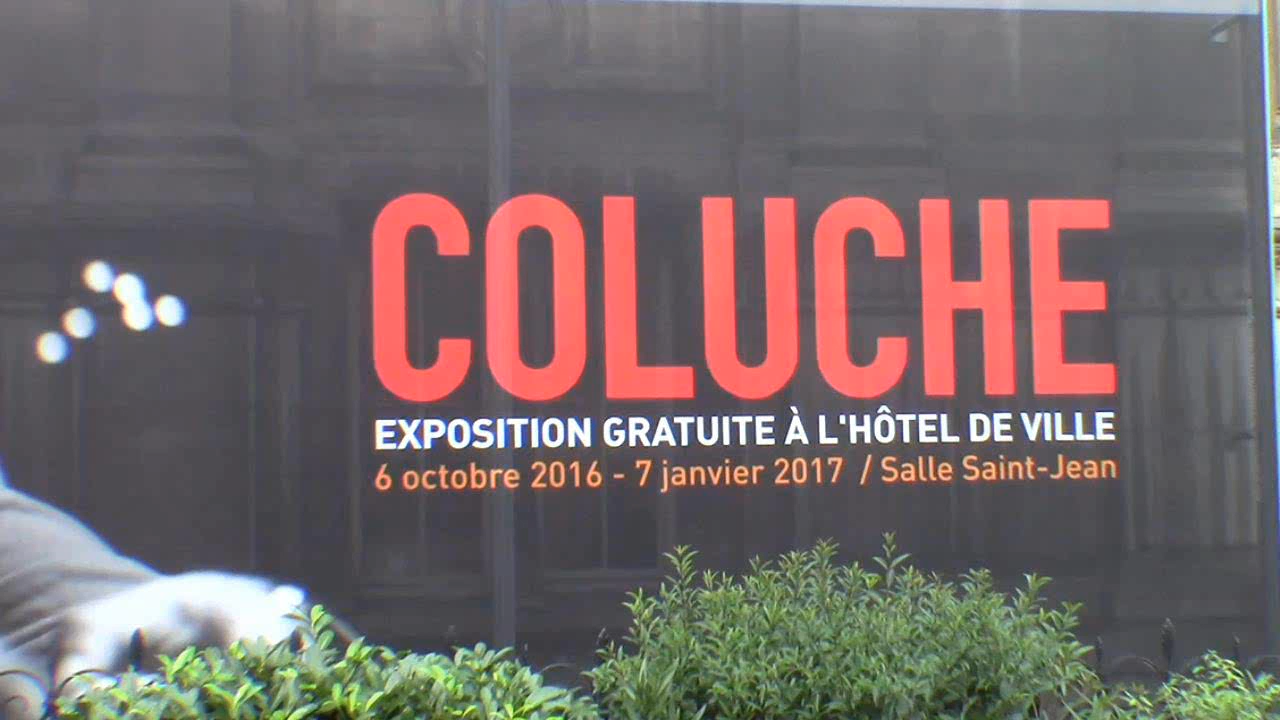 COLUCHE
EXPOSITION GRATUITE À L'HÔTEL DE VILLE
6 octobre 2016 - 7 janvier 2017 / Salle Saint-Jean